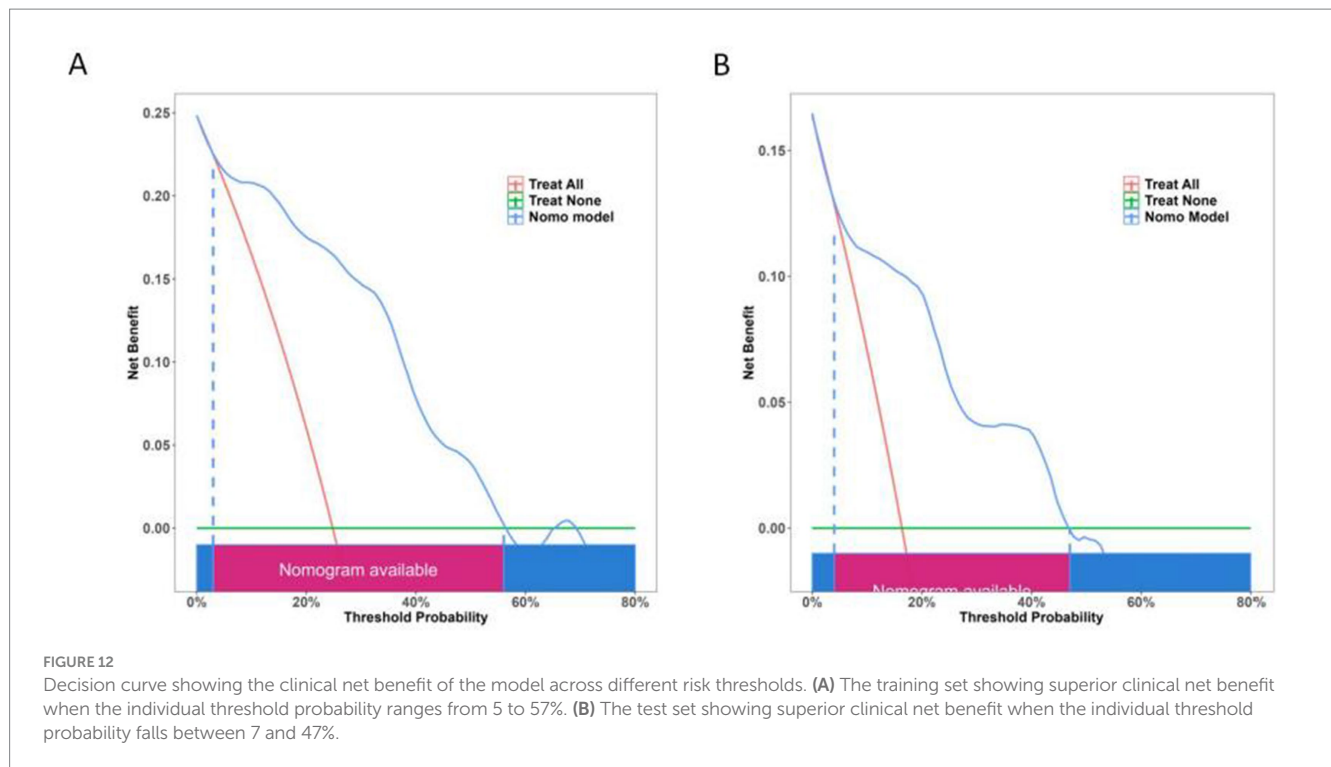 A
B
0.25
0.20
0.15
0.10
0.05
0.00
Net Benefit
Treat All
Treat None
Nomo model
Nomogram available
0%
20%
40%
60%
80%
Threshold Probability
0.15
0.10
0.05
0.00
Net Benefit
Treat All
Treat None
Nomo Model
Nomogram available
0%
20%
40%
60%
80%
Threshold Probability
FIGURE 12
Decision curve showing the clinical net benefit of the model across different risk thresholds. (A) The training set showing superior clinical net benefit
when the individual threshold probability ranges from 5 to 57%. (B) The test set showing superior clinical net benefit when the individual threshold
probability falls between 7 and 47%.